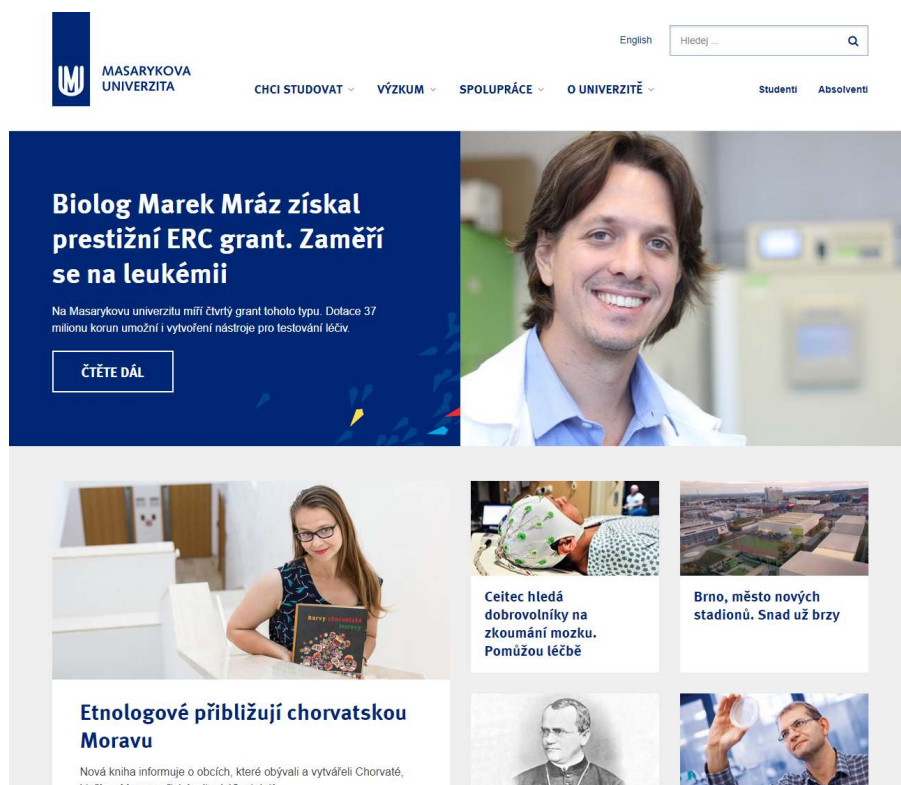 English
Hledej ...
MASARYKOVA
UNIVERZITA
CHCI STUDOVAT
VÝZKUM
SPOLUPRÁCE
O UNIVERZITĚ
Studenti
Absolventi
Biolog Marek Mráz získal
prestižní ERC grant. Zaměří
se na leukémii
Na Masarykovu univerzitu míří čtvrtý grant tohoto typu. Dotace 37
milionu korun umožní i vytvoření nástroje pro testování léčiv.
ČTĚTE DÁL
Barvy chorvatské
Moravy
Ceitec hledá
dobrovolníky na
zkoumání mozku.
Pomůžou léčbě
Brno, město nových
stadionů. Snad už brzy
Etnologové přibližují chorvatskou
Moravu
Nová kniha informuje o obcích, které obývali a vytvářeli Chorvaté,